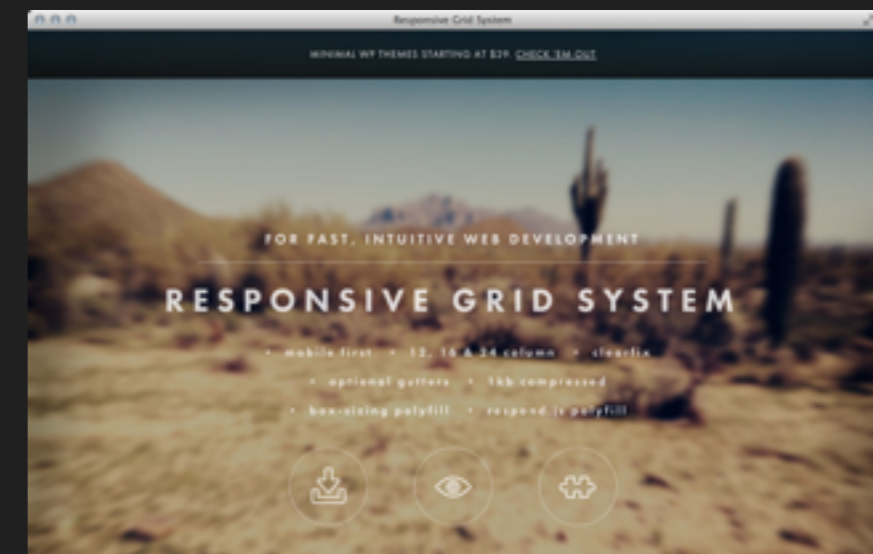 Responsive Grid System
MINIMAL WP THEMES STARTING AT $29. CHECK 'EM OUT.
FOR FAST, INTUITIVE WEB DEVELOPMENT
RESPONSIVE GRID SYSTEM
• mobile first • 12, 16 & 24 column • clearfix
• optional gutters • 1kb compressed
• box-sizing polyfill • respond.js polyfill